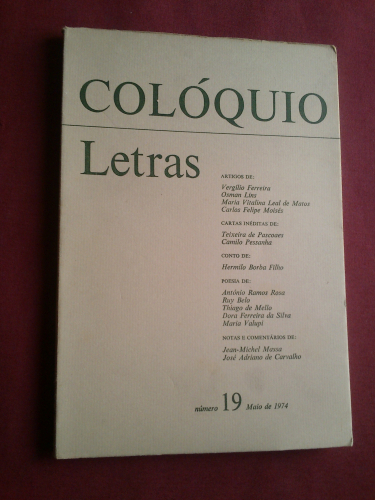 COLÓQUIO
Letras
ARTIGOS DE:
Vergílio Ferreira
Osman Lins
Maria Vitalina Leal de Matos
Carlos Felipe Moisés
CARTAS INÉDITAS DE:
Teixeira de Pascoaes
Camilo Pessanha
CONTO DE:
Hermilo Borba Filho
POESIA DE:
António Ramos Rosa
Ruy Belo
Thiago de Mello
Dora Ferreira da Silva
Maria Valupi
NOTAS E COMENTÁRIOS DE:
Jean-Michel Massa
José Adriano de Carvalho
número 19 Maio de 1974